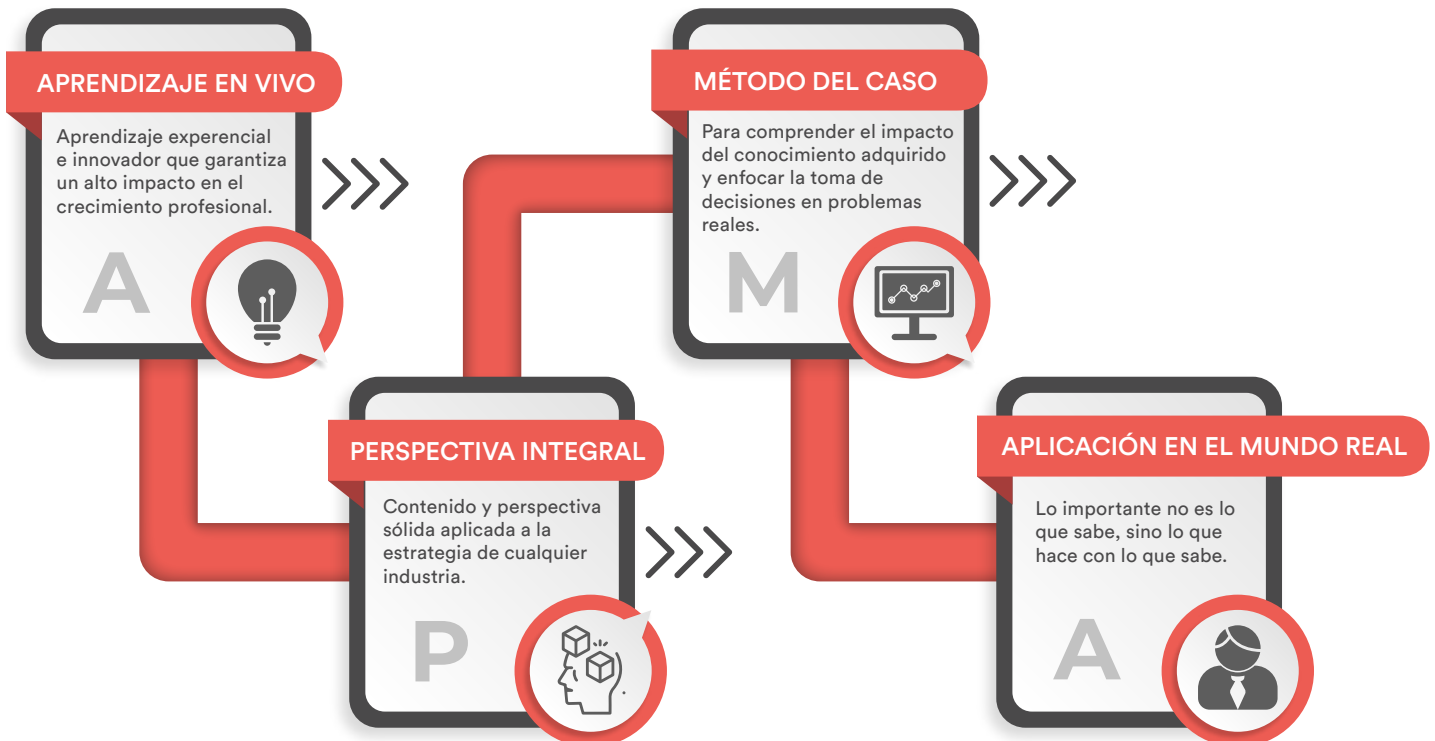 APRENDIZAJE EN VIVO
Aprendizaje experencial
e innovador que garantiza
un alto impacto en el
crecimiento profesional.
A
PERSPECTIVA INTEGRAL
Contenido y perspectiva
sólida aplicada a la
estrategia de cualquier
industria.
P
MÉTODO DEL CASO
Para comprender el impacto
del conocimiento adquirido
y enfocar la toma de
decisiones en problemas
reales.
M
APLICACIÓN EN EL MUNDO REAL
Lo importante no es lo
que sabe, sino lo que
hace con lo que sabe.
A